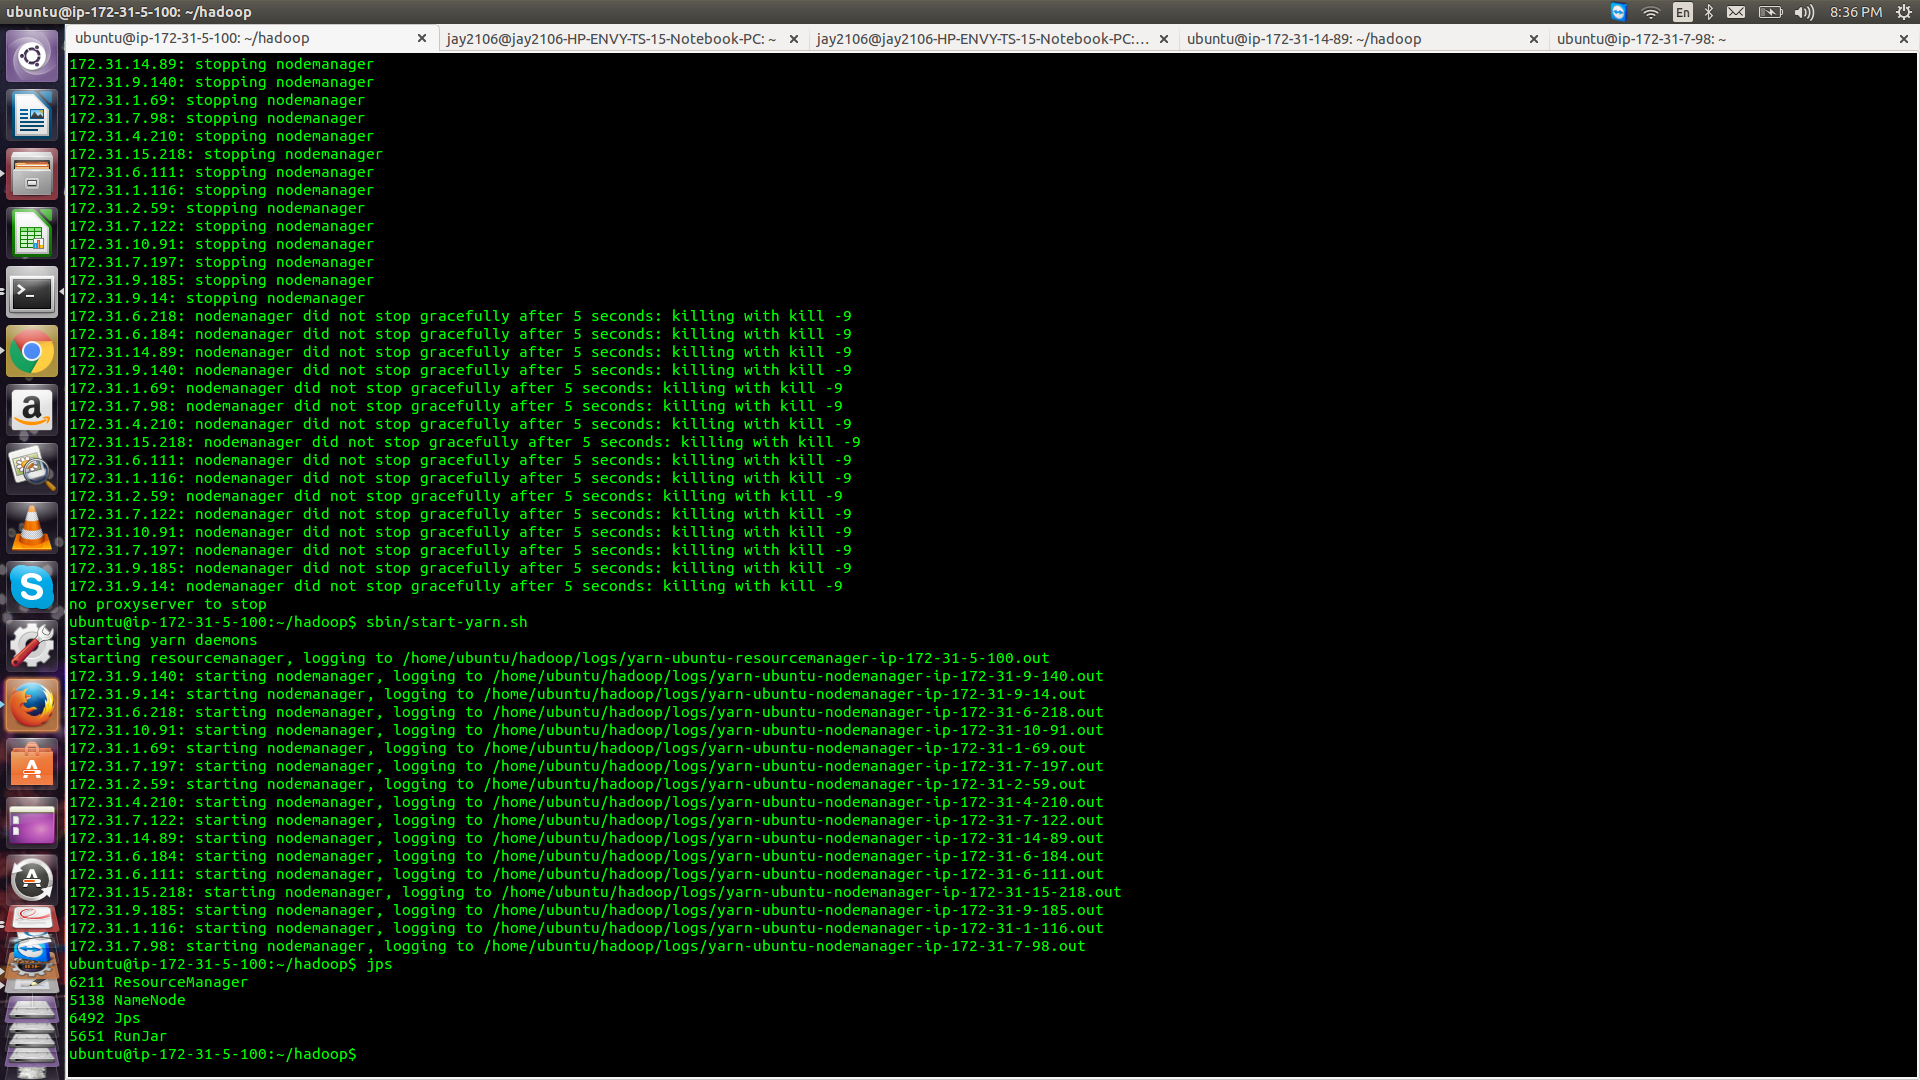 ubuntu@ip-172-31-5-100: ~/hadoop
En
8:36 PM
ubuntu@ip-172-31-5-100: ~/hadoop
jay2106@jay2106-HP-ENVY-TS-15-Notebook-PC: ~
jay2106@jay2106-HP-ENVY-TS-15-Notebook-PC:...
ubuntu@ip-172-31-14-89: ~/hadoop
ubuntu@ip-172-31-7-98: ~
172.31.14.89: stopping nodemanager
172.31.9.140: stopping nodemanager
172.31.1.69: stopping nodemanager
172.31.7.98: stopping nodemanager
172.31.4.210: stopping nodemanager
172.31.15.218: stopping nodemanager
172.31.6.111: stopping nodemanager
172.31.1.116: stopping nodemanager
172.31.2.59: stopping nodemanager
172.31.7.122: stopping nodemanager
172.31.10.91: stopping nodemanager
172.31.7.197: stopping nodemanager
172.31.9.185: stopping nodemanager
172.31.9.14: stopping nodemanager
172.31.6.218: nodemanager did not stop gracefully after 5 seconds: killing with kill -9
172.31.6.184: nodemanager did not stop gracefully after 5 seconds: killing with kill -9
172.31.14.89: nodemanager did not stop gracefully after 5 seconds: killing with kill -9
172.31.9.140: nodemanager did not stop gracefully after 5 seconds: killing with kill -9
172.31.1.69: nodemanager did not stop gracefully after 5 seconds: killing with kill -9
172.31.7.98: nodemanager did not stop gracefully after 5 seconds: killing with kill -9
172.31.4.210: nodemanager did not stop gracefully after 5 seconds: killing with kill -9
172.31.15.218: nodemanager did not stop gracefully after 5 seconds: killing with kill -9
172.31.6.111: nodemanager did not stop gracefully after 5 seconds: killing with kill -9
172.31.1.116: nodemanager did not stop gracefully after 5 seconds: killing with kill -9
172.31.2.59: nodemanager did not stop gracefully after 5 seconds: killing with kill -9
172.31.7.122: nodemanager did not stop gracefully after 5 seconds: killing with kill -9
172.31.10.91: nodemanager did not stop gracefully after 5 seconds: killing with kill -9
172.31.7.197: nodemanager did not stop gracefully after 5 seconds: killing with kill -9
172.31.9.185: nodemanager did not stop gracefully after 5 seconds: killing with kill -9
172.31.9.14: nodemanager did not stop gracefully after 5 seconds: killing with kill -9
no proxyserver to stop
ubuntu@ip-172-31-5-100:~/hadoop$ sbin/start-yarn.sh
starting yarn daemons
starting resourcemanager, logging to /home/ubuntu/hadoop/logs/yarn-ubuntu-resourcemanager-ip-172-31-5-100.out
172.31.9.140: starting nodemanager, logging to /home/ubuntu/hadoop/logs/yarn-ubuntu-nodemanager-ip-172-31-9-140.out
172.31.9.14: starting nodemanager, logging to /home/ubuntu/hadoop/logs/yarn-ubuntu-nodemanager-ip-172-31-9-14.out
172.31.6.218: starting nodemanager, logging to /home/ubuntu/hadoop/logs/yarn-ubuntu-nodemanager-ip-172-31-6-218.out
172.31.10.91: starting nodemanager, logging to /home/ubuntu/hadoop/logs/yarn-ubuntu-nodemanager-ip-172-31-10-91.out
172.31.1.69: starting nodemanager, logging to /home/ubuntu/hadoop/logs/yarn-ubuntu-nodemanager-ip-172-31-1-69.out
172.31.7.197: starting nodemanager, logging to /home/ubuntu/hadoop/logs/yarn-ubuntu-nodemanager-ip-172-31-7-197.out
172.31.2.59: starting nodemanager, logging to /home/ubuntu/hadoop/logs/yarn-ubuntu-nodemanager-ip-172-31-2-59.out
172.31.4.210: starting nodemanager, logging to /home/ubuntu/hadoop/logs/yarn-ubuntu-nodemanager-ip-172-31-4-210.out
172.31.7.122: starting nodemanager, logging to /home/ubuntu/hadoop/logs/yarn-ubuntu-nodemanager-ip-172-31-7-122.out
172.31.14.89: starting nodemanager, logging to /home/ubuntu/hadoop/logs/yarn-ubuntu-nodemanager-ip-172-31-14-89.out
172.31.6.184: starting nodemanager, logging to /home/ubuntu/hadoop/logs/yarn-ubuntu-nodemanager-ip-172-31-6-184.out
172.31.6.111: starting nodemanager, logging to /home/ubuntu/hadoop/logs/yarn-ubuntu-nodemanager-ip-172-31-6-111.out
172.31.15.218: starting nodemanager, logging to /home/ubuntu/hadoop/logs/yarn-ubuntu-nodemanager-ip-172-31-15-218.out
172.31.9.185: starting nodemanager, logging to /home/ubuntu/hadoop/logs/yarn-ubuntu-nodemanager-ip-172-31-9-185.out
172.31.1.116: starting nodemanager, logging to /home/ubuntu/hadoop/logs/yarn-ubuntu-nodemanager-ip-172-31-1-116.out
172.31.7.98: starting nodemanager, logging to /home/ubuntu/hadoop/logs/yarn-ubuntu-nodemanager-ip-172-31-7-98.out
ubuntu@ip-172-31-5-100:~/hadoop$ jps
6211 ResourceManager
5138 NameNode
6492 Jps
5651 RunJar
ubuntu@ip-172-31-5-100:~/hadoop$